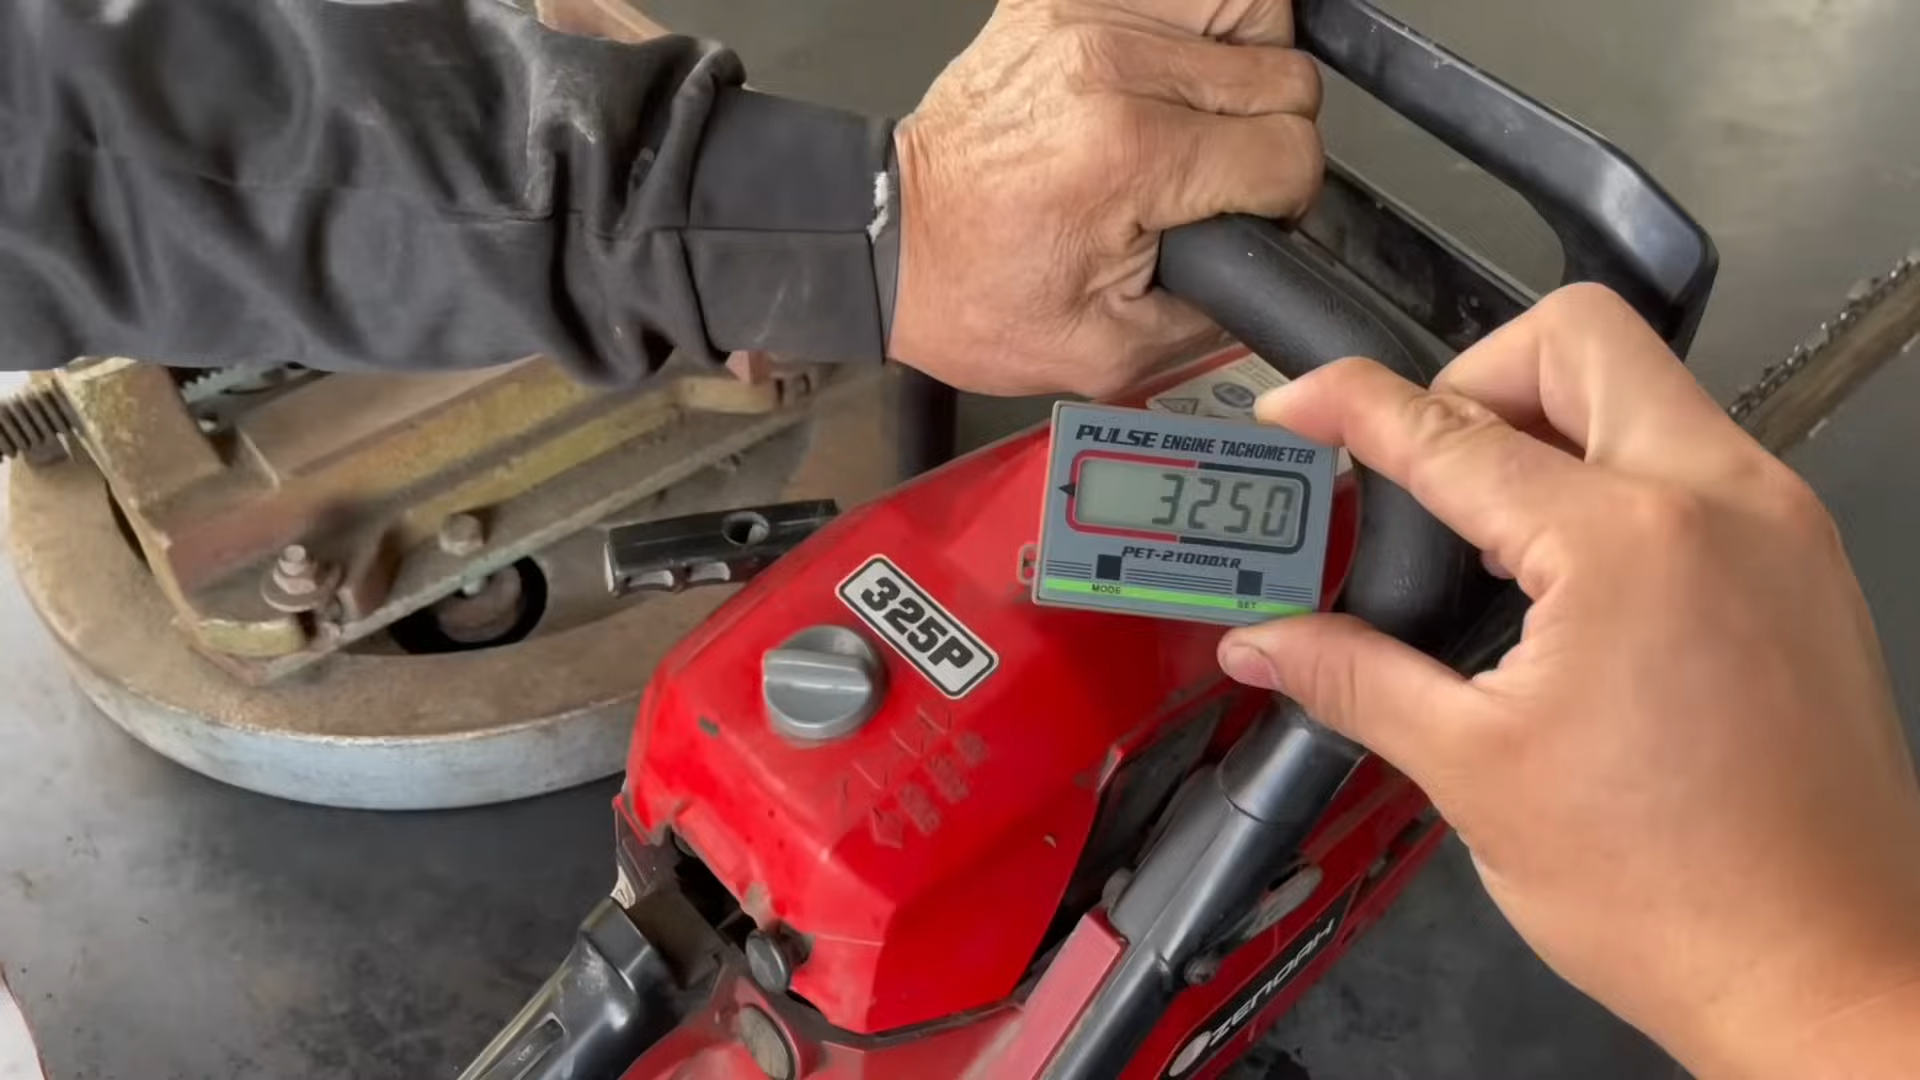 PULSE ENGINE TACHOMETER
3250
PET-2100DXR
MODE
SET
325P
ZENOAH